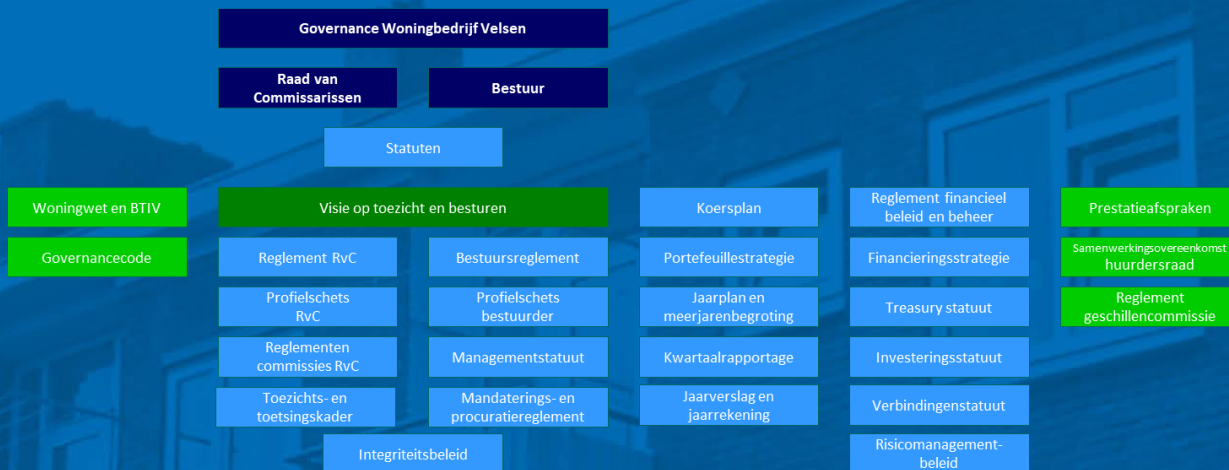 Governance Woningbedrijf Velsen
Raad van
Commissarissen
Bestuur
Statuten
Woningwet en BTIV
Visie op toezicht en besturen
Koersplan
Reglement financieel
beleid en beheer
Prestatieafspraken
Governancecode
Reglement RvC
Bestuursreglement
Portefeuillestrategie
Financieringsstrategie
Samenwerkingsovereenkomst
huurdersraad
Profielschets
RvC
Profielschets
bestuurder
Jaarplan en
meerjarenbegroting
Treasury statuut
Reglement
geschillencommissie
Reglementen
commissies RvC
Managementstatuut
Kwartaalrapportage
Investeringsstatuut
Toezichts- en
toetsingskader
Mandaterings- en
procuratiereglement
Jaarverslag en
jaarrekening
Verbindingenstatuut
Integriteitsbeleid
Risicomanagement-
beleid